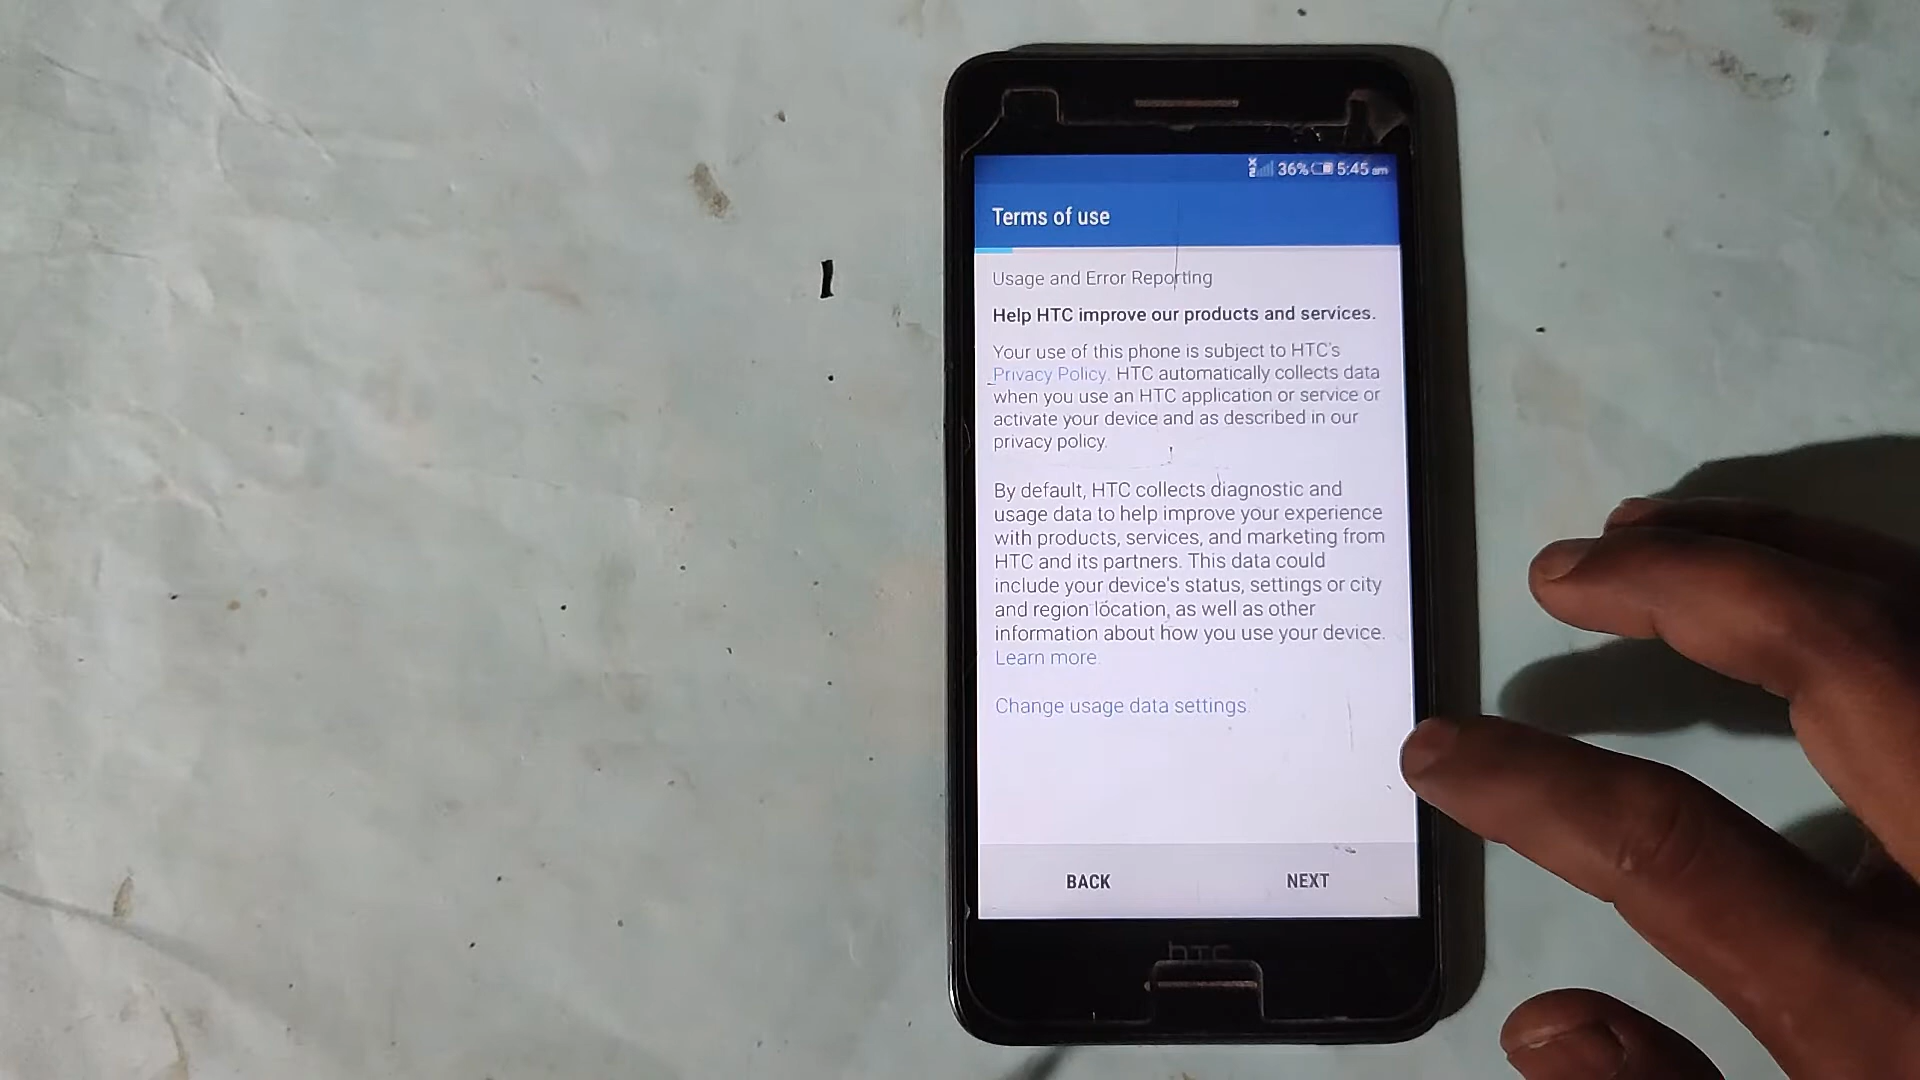 36% 5:45 am
Terms of use
Usage and Error Reporting
Help HTC improve our products and services.
Your use of this phone is subject to HTC's
Privacy Policy. HTC automatically collects data
when you use an HTC application or service or
activate your device and as described in our
privacy policy.
By default, HTC collects diagnostic and
usage data to help improve your experience
with products, services, and marketing from
HTC and its partners. This data could
include your device's status, settings or city
and region location, as well as other
information about how you use your device.
Learn more.
Change usage data settings.
BACK NEXT
hTC